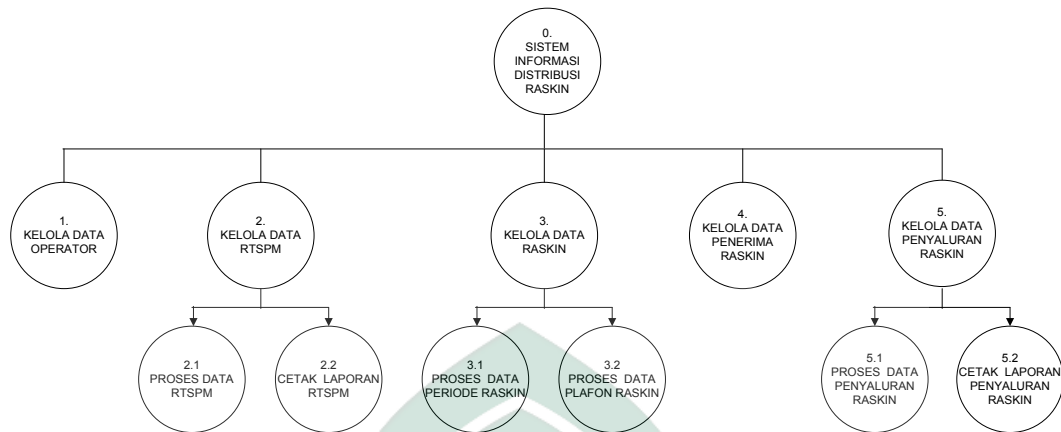 0.
SISTEM
INFORMASI
DISTRIBUSI
RASKIN
1.
KELOLA DATA
OPERATOR
2.
KELOLA DATA
RTSPM
3.
KELOLA DATA
RASKIN
4.
KELOLA DATA
PENERIMA
RASKIN
5.
KELOLA DATA
PENYALURAN
RASKIN
2.1
PROSES DATA
RTSPM
2.2
CETAK LAPORAN
RTSPM
3.1
PROSES DATA
PERIODE RASKIN
3.2
PROSES DATA
PLAFON RASKIN
5.1
PROSES DATA
PENYALURAN
RASKIN
5.2
CETAK LAPORAN
PENYALURAN
RASKIN